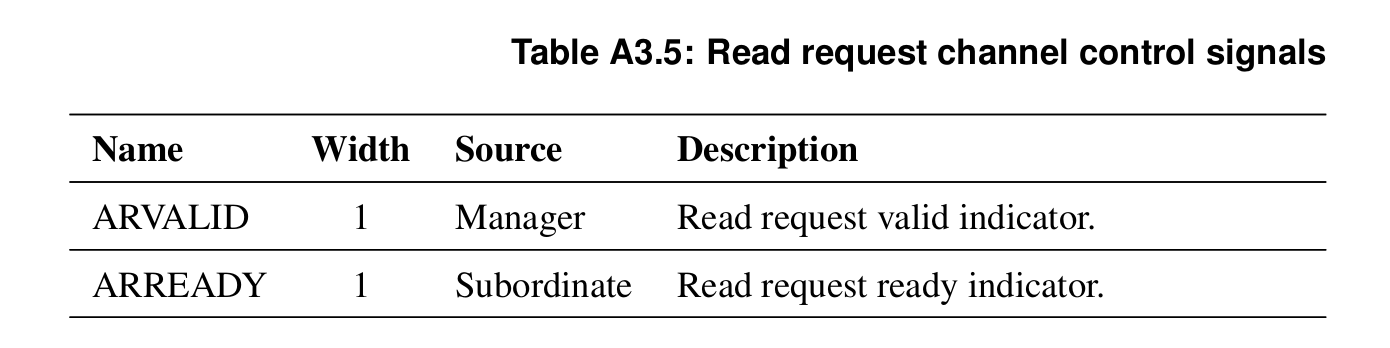 Table A3.5: Read request channel control signals
Name Width Source Description
ARVALID 1 Manager Read request valid indicator.
ARREADY 1 Subordinate Read request ready indicator.